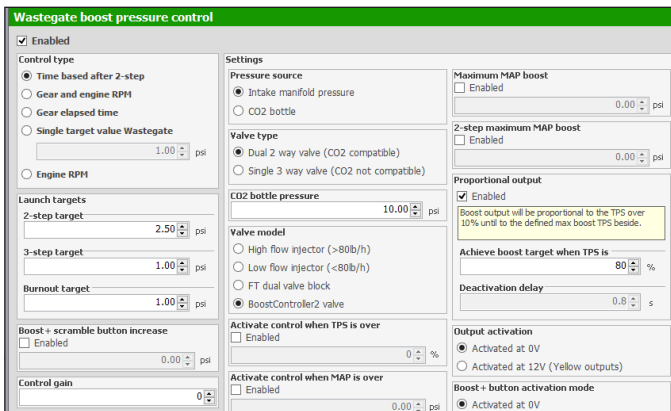 Wastegate boost pressure control
Enabled
Control type
Time based after 2-step
Gear and engine RPM
Gear elapsed time
Single target value Wastegate
1.00 psi
Engine RPM
Launch targets
2-step target
2.50 psi
3-step target
1.00 psi
Burnout target
1.00 psi
Boost+ scramble button increase
Enabled
0.00 psi
Control gain
0
Settings
Pressure source
Intake manifold pressure
CO2 bottle
Valve type
Dual 2 way valve (CO2 compatible)
Single 3 way valve (CO2 not compatible)
CO2 bottle pressure
10.00 psi
Valve model
High flow injector (>80lb/h)
Low flow injector (<80lb/h)
FT dual valve block
BoostController2 valve
Activate control when TPS is over
Enabled
0 %
Activate control when MAP is over
Enabled
0.00 psi
Maximum MAP boost
Enabled
0.00 psi
2-step maximum MAP boost
Enabled
0.00 psi
Proportional output
Enabled
Boost output will be proportional to the TPS over
10% until to the defined max boost TPS beside.
Achieve boost target when TPS is
80 %
Deactivation delay
0.8 s
Output activation
Activated at 0V
Activated at 12V (Yellow outputs)
Boost+ button activation mode
Activated at 0V